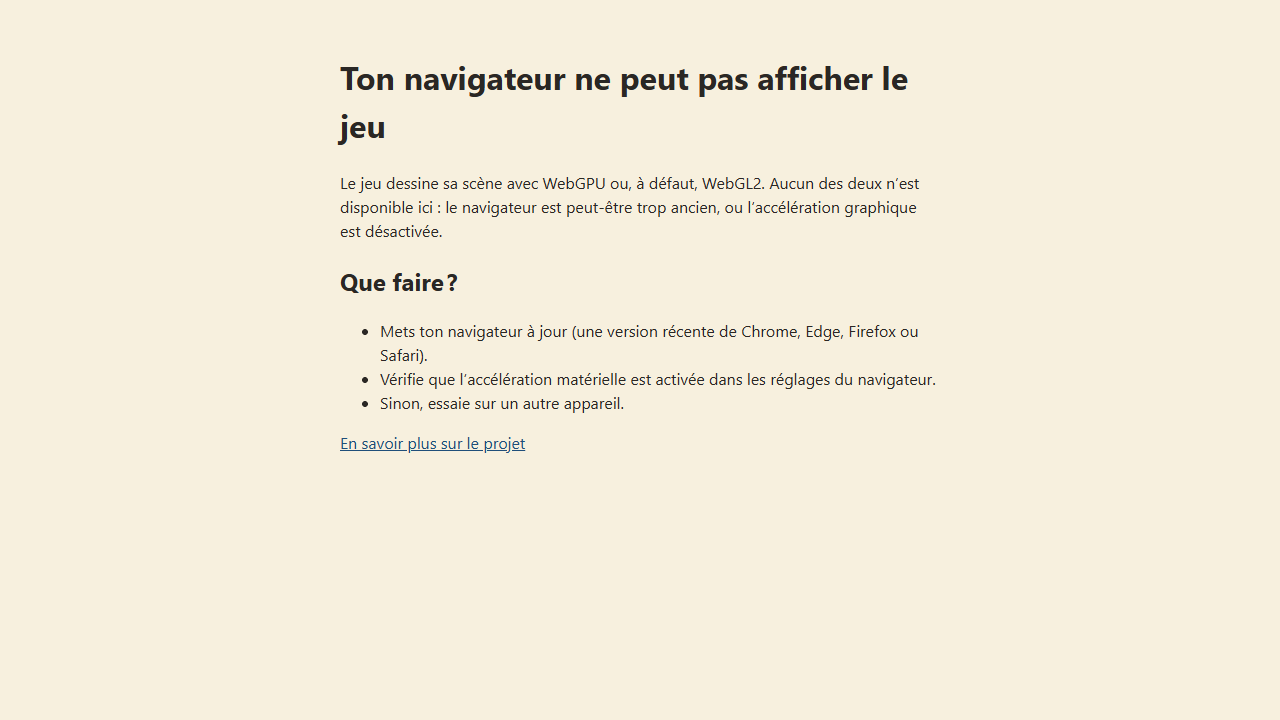 Ton navigateur ne peut pas afficher le
jeu
Le jeu dessine sa scène avec WebGPU ou, à défaut, WebGL2. Aucun des deux n’est
disponible ici : le navigateur est peut-être trop ancien, ou l’accélération graphique
est désactivée.
Que faire ?
• Mets ton navigateur à jour (une version récente de Chrome, Edge, Firefox ou
Safari).
• Vérifie que l’accélération matérielle est activée dans les réglages du navigateur.
• Sinon, essaie sur un autre appareil.
En savoir plus sur le projet